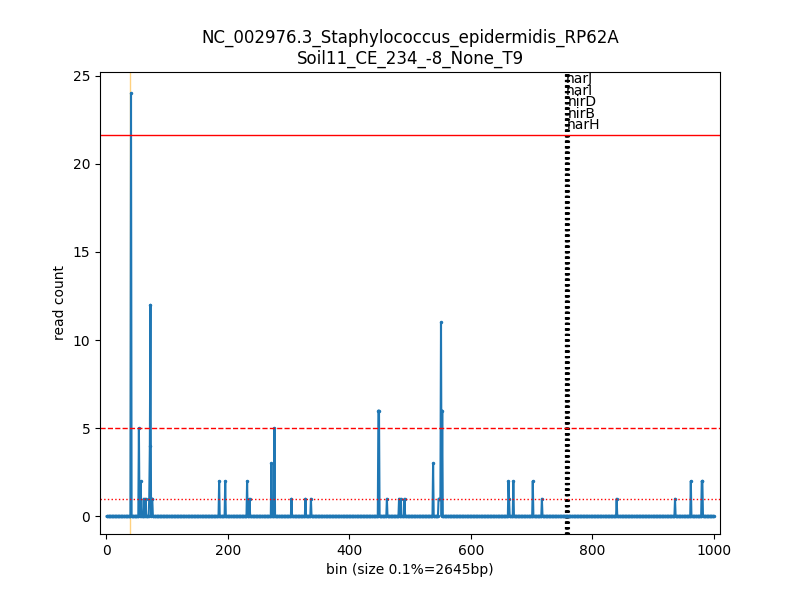 NC_002976.3_Staphylococcus_epidermidis_RP62A
Soil11_CE_234_-8_None_T9
narJ
narI
nirD
nirB
narH
25
20
15
10
5
0
read count
0 200 400 600 800 1000
bin (size 0.1%=2645bp)